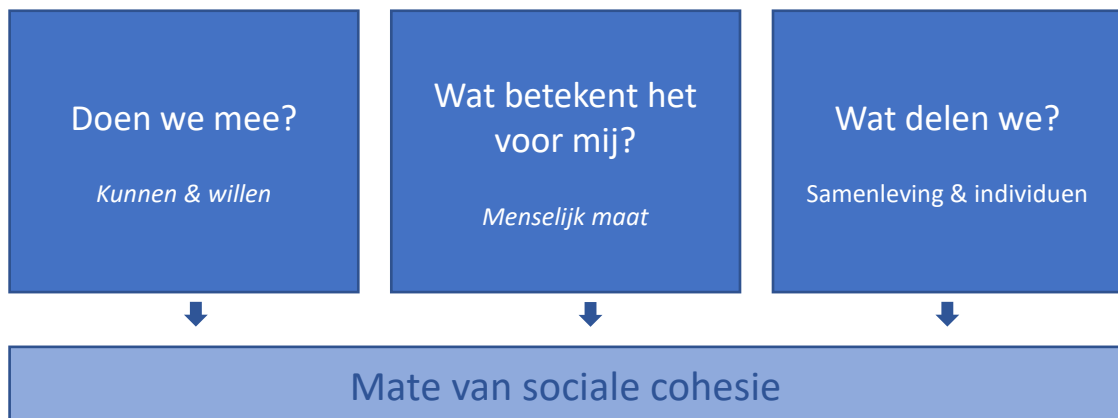 Doen we mee?
Kunnen & willen
Wat betekent het
voor mij?
Menselijk maat
Wat delen we?
Samenleving & individuen
Mate van sociale cohesie